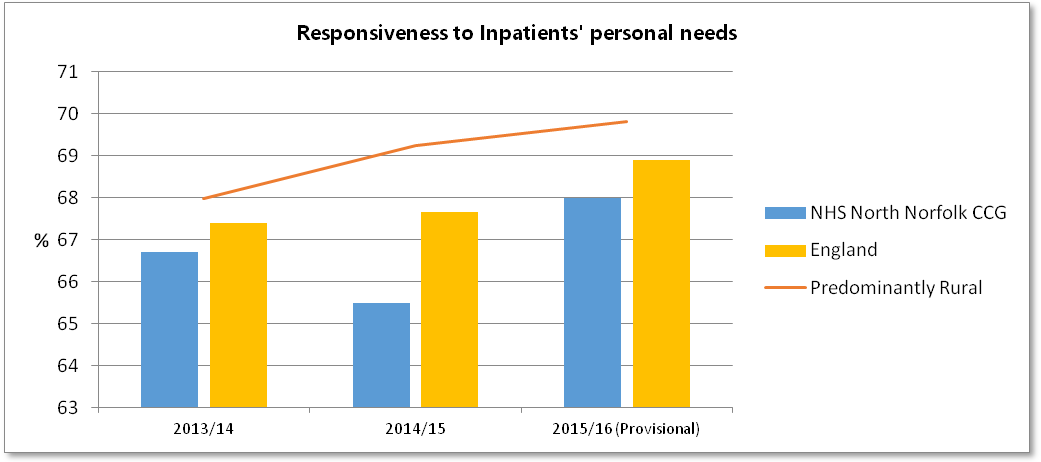 Responsiveness to Inpatients' personal needs
71
70
69
68
67
66
65
64
63
%
2013/14
2014/15
2015/16 (Provisional)
NHS North Norfolk CCG
England
Predominantly Rural